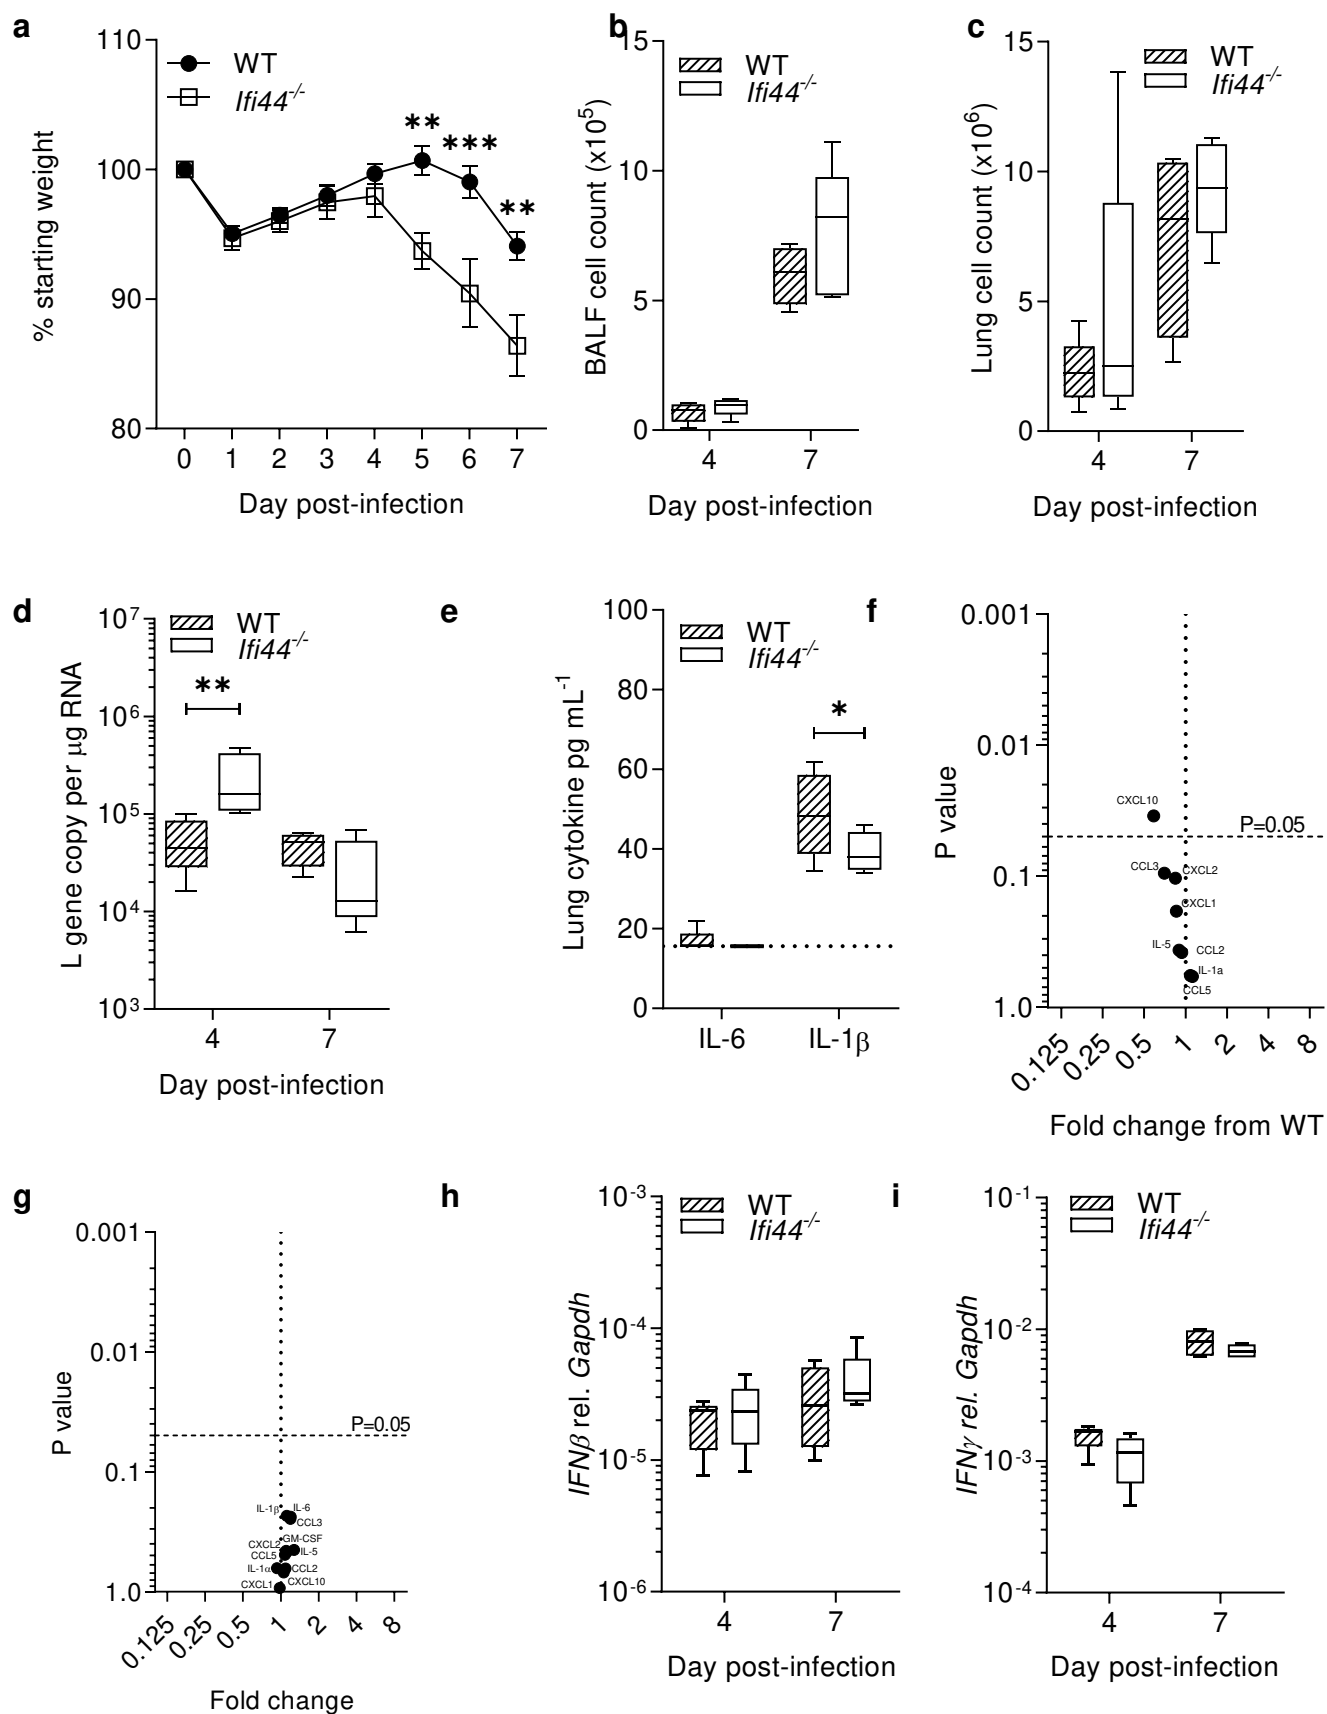 a
110
100
90
80
% starting weight
WT
Ifi44-/-
**
***
**
0 1 2 3 4 5 6 7
Day post-infection
b
15
10
5
0
BALF cell count (x10^5)
WT
Ifi44-/-
4 7
Day post-infection
c
15
10
5
0
Lung cell count (x10^6)
WT
Ifi44-/-
4 7
Day post-infection
d
10^7
10^6
10^5
10^4
10^3
L gene copy per µg RNA
WT
Ifi44-/-
**
4 7
Day post-infection
e
100
80
60
40
20
0
Lung cytokine pg mL-1
WT
Ifi44-/-
*
IL-6 IL-1β
f
0.001
0.01
0.1
1.0
P value
CXCL10
P=0.05
CCL3 CXCL2
CXCL1
IL-5 CCL2
IL-1a
CCL5
0.125 0.25 0.5 1 2 4 8
Fold change from WT
g
0.001
0.01
0.1
1.0
P value
P=0.05
IL-1β IL-6
CCL3
GM-CSF
CXCL2 IL-5
CCL5
IL-1α CCL2
CXCL1 CXCL10
0.125 0.25 0.5 1 2 4 8
Fold change
h
10-3
10-4
10-5
10-6
IFNβ rel. Gapdh
WT
Ifi44-/-
4 7
Day post-infection
i
10-1
10-2
10-3
10-4
IFNγ rel. Gapdh
WT
Ifi44-/-
4 7
Day post-infection